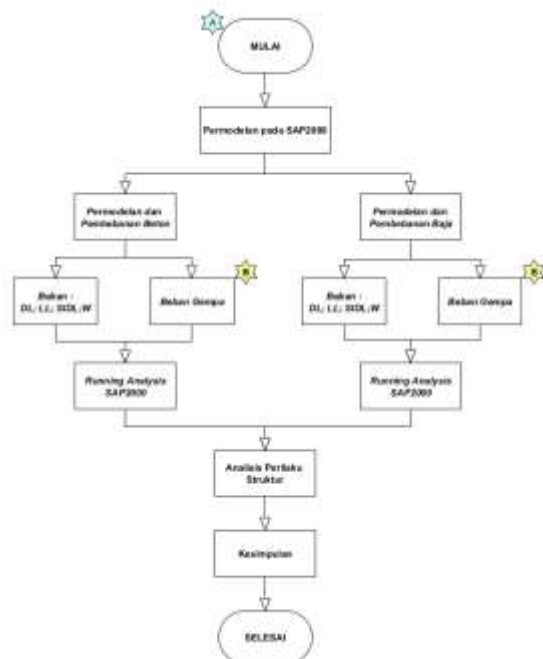 A
MULAI
Permodelan pada SAP2000
Permodelan dan
Pembebanan Beton
Permodelan dan
Pembebanan Baja
Beban :
DL; LL; SIDL;W
B
Beban Gempa
Beban :
DL; LL; SIDL;W
B
Beban Gempa
Running Analysis
SAP2000
Running Analysis
SAP2000
Analisis Perilaku
Struktur
Kesimpulan
SELESAI